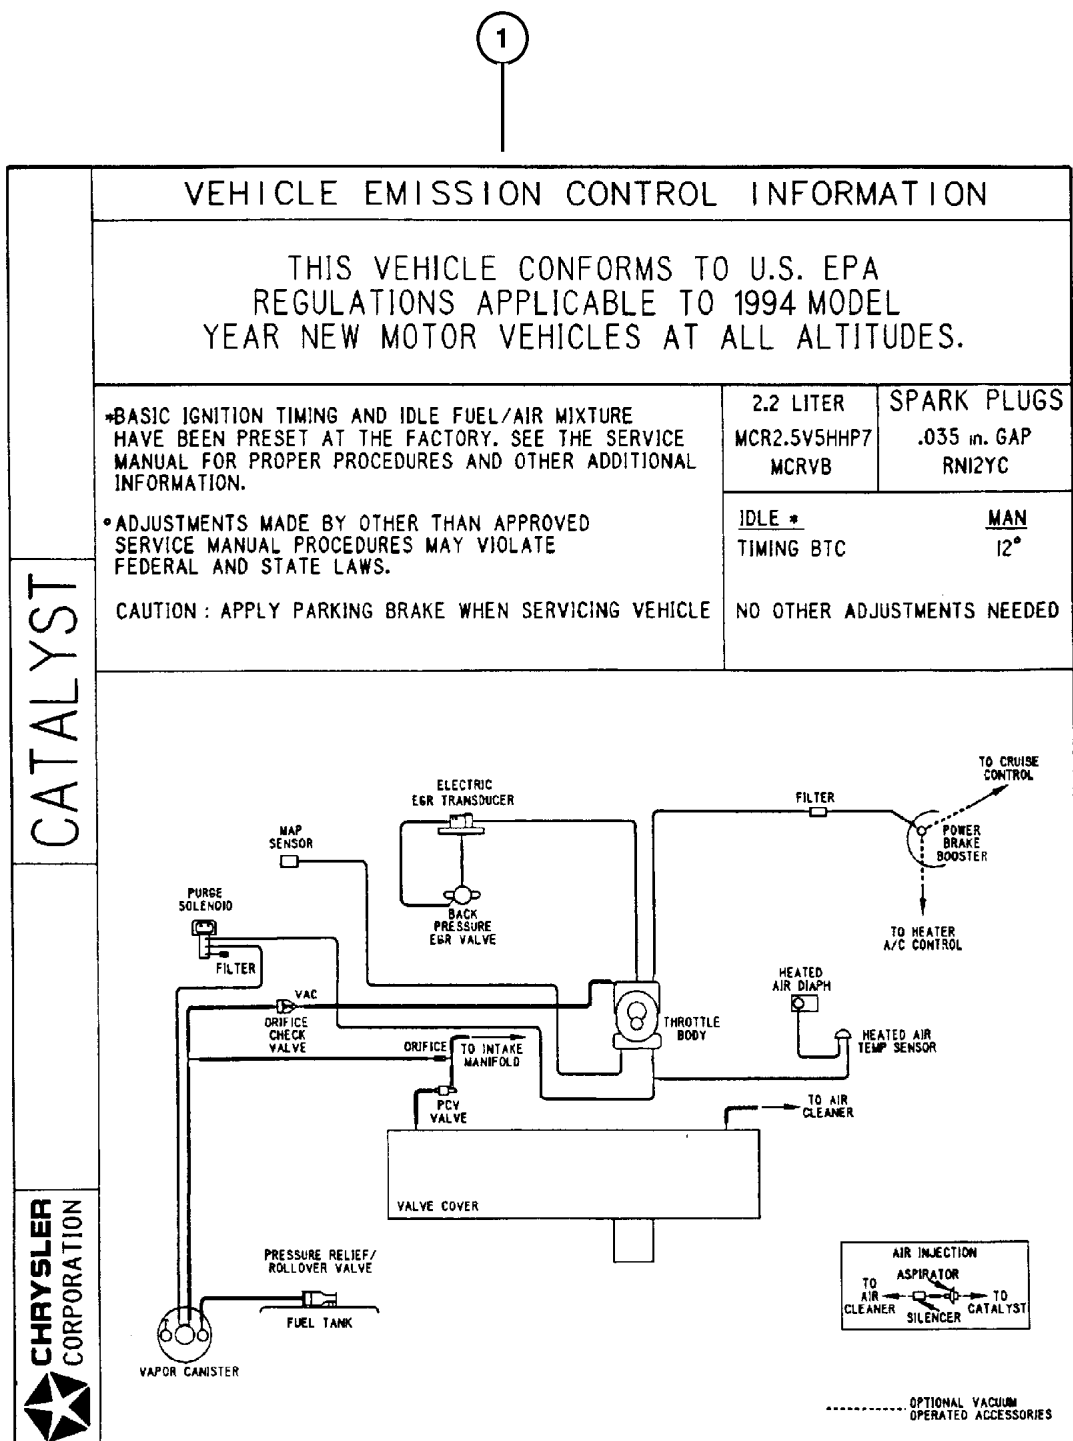 1
VEHICLE EMISSION CONTROL INFORMATION
THIS VEHICLE CONFORMS TO U.S. EPA
REGULATIONS APPLICABLE TO 1994 MODEL
YEAR NEW MOTOR VEHICLES AT ALL ALTITUDES.
*BASIC IGNITION TIMING AND IDLE FUEL/AIR MIXTURE
HAVE BEEN PRESET AT THE FACTORY. SEE THE SERVICE
MANUAL FOR PROPER PROCEDURES AND OTHER ADDITIONAL
INFORMATION.
°ADJUSTMENTS MADE BY OTHER THAN APPROVED
SERVICE MANUAL PROCEDURES MAY VIOLATE
FEDERAL AND STATE LAWS.
CAUTION : APPLY PARKING BRAKE WHEN SERVICING VEHICLE
2.2 LITER
MCR2.5V5HHP7
MCRVB
SPARK PLUGS
.035 in. GAP
RN12YC
IDLE * MAN
TIMING BTC 12°
NO OTHER ADJUSTMENTS NEEDED
CATALYST
CHRYSLER
CORPORATION
ELECTRIC
EGR TRANSDUCER
MAP
SENSOR
PURGE
SOLENOID
FILTER
BACK
PRESSURE
EGR VALVE
FILTER
TO CRUISE
CONTROL
POWER
BRAKE
BOOSTER
TO HEATER
A/C CONTROL
HEATED
AIR DIAPH
HEATED AIR
TEMP SENSOR
VAC
ORIFICE
CHECK
VALVE
ORIFICE
TO INTAKE
MANIFOLD
THROTTLE
BODY
PCV
VALVE
TO AIR
CLEANER
VALVE COVER
PRESSURE RELIEF/
ROLLOVER VALVE
FUEL TANK
VAPOR CANISTER
AIR INJECTION
ASPIRATOR
TO
AIR
CLEANER
SILENCER
TO
CATALYST
OPTIONAL VACUUM
OPERATED ACCESSORIES